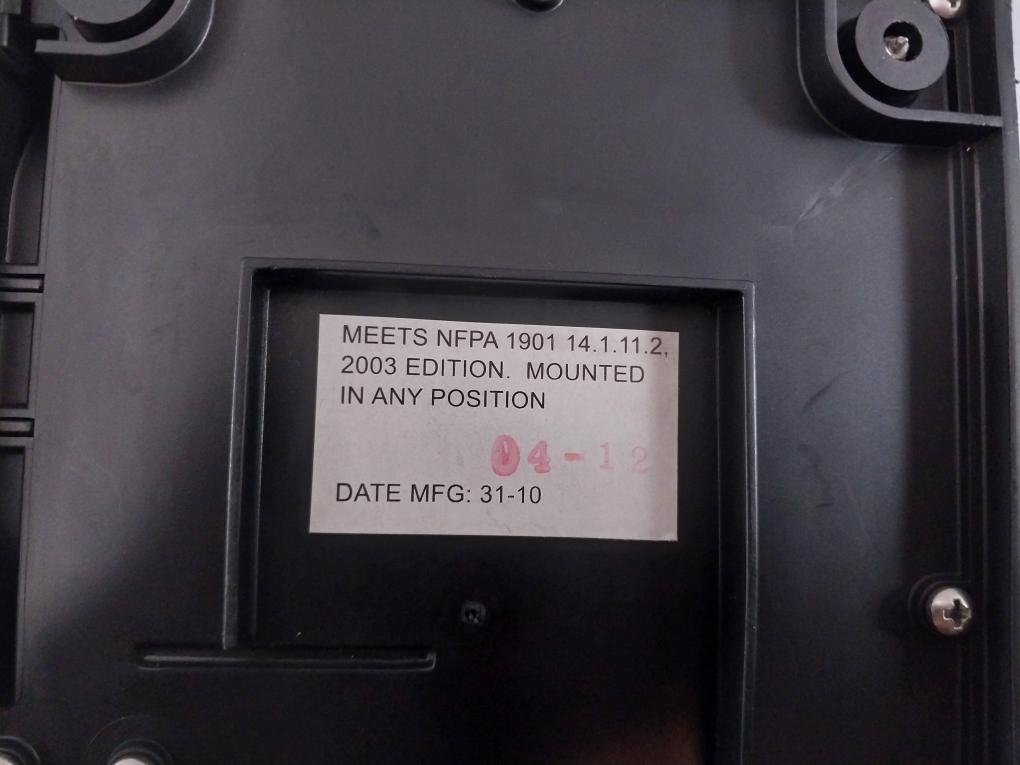 MEETS NFPA 1901 14.1.11.2,
2003 EDITION. MOUNTED
IN ANY POSITION
04-12
DATE MFG: 31-10